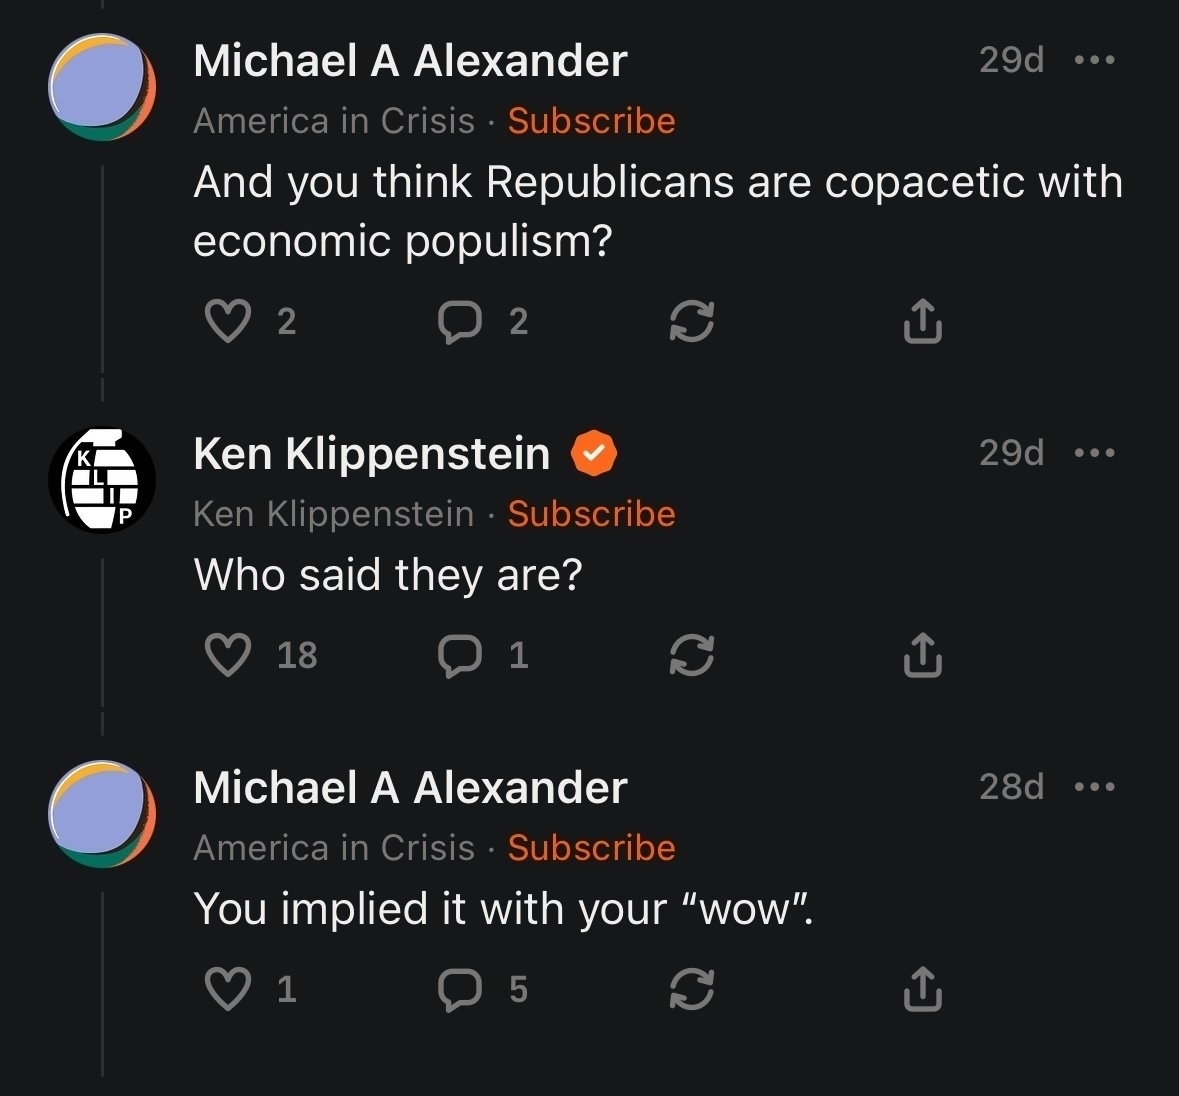 Michael A Alexander 29d
America in Crisis · Subscribe
And you think Republicans are copacetic with
economic populism?
2 2
K
L
I
P
Ken Klippenstein 29d
Ken Klippenstein · Subscribe
Who said they are?
18 1
Michael A Alexander 28d
America in Crisis · Subscribe
You implied it with your “wow”.
1 5